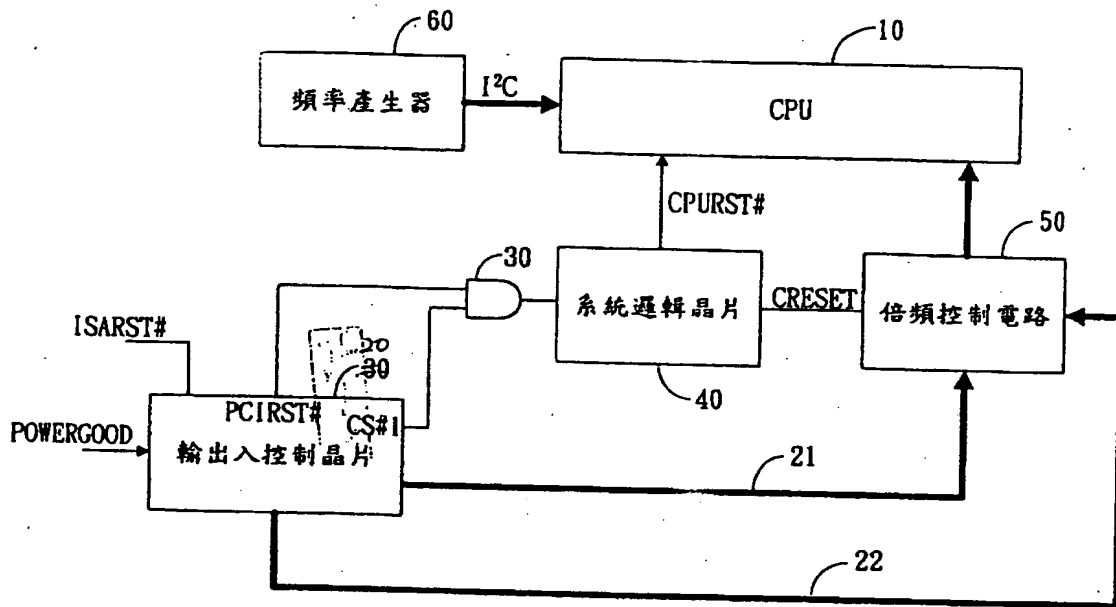 60
10
頻率產生器
I²C
CPU
CPURST#
50
30
系統邏輯晶片
CRESET
倍頻控制電路
ISARST#
20
30
40
PCIRST#
CS#1
POWERGOOD
輸出入控制晶片
21
22